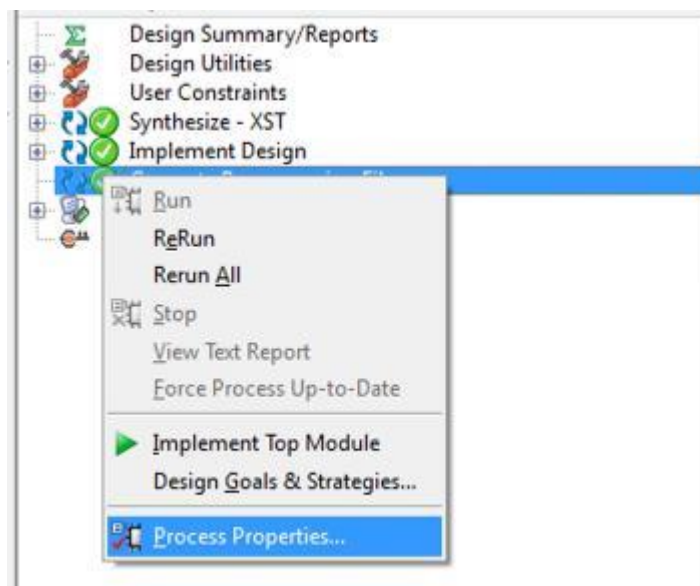 Design Summary/Reports
Design Utilities
User Constraints
Synthesize - XST
Implement Design
Run
ReRun
Rerun All
Stop
View Text Report
Force Process Up-to-Date
Implement Top Module
Design Goals & Strategies...
Process Properties...